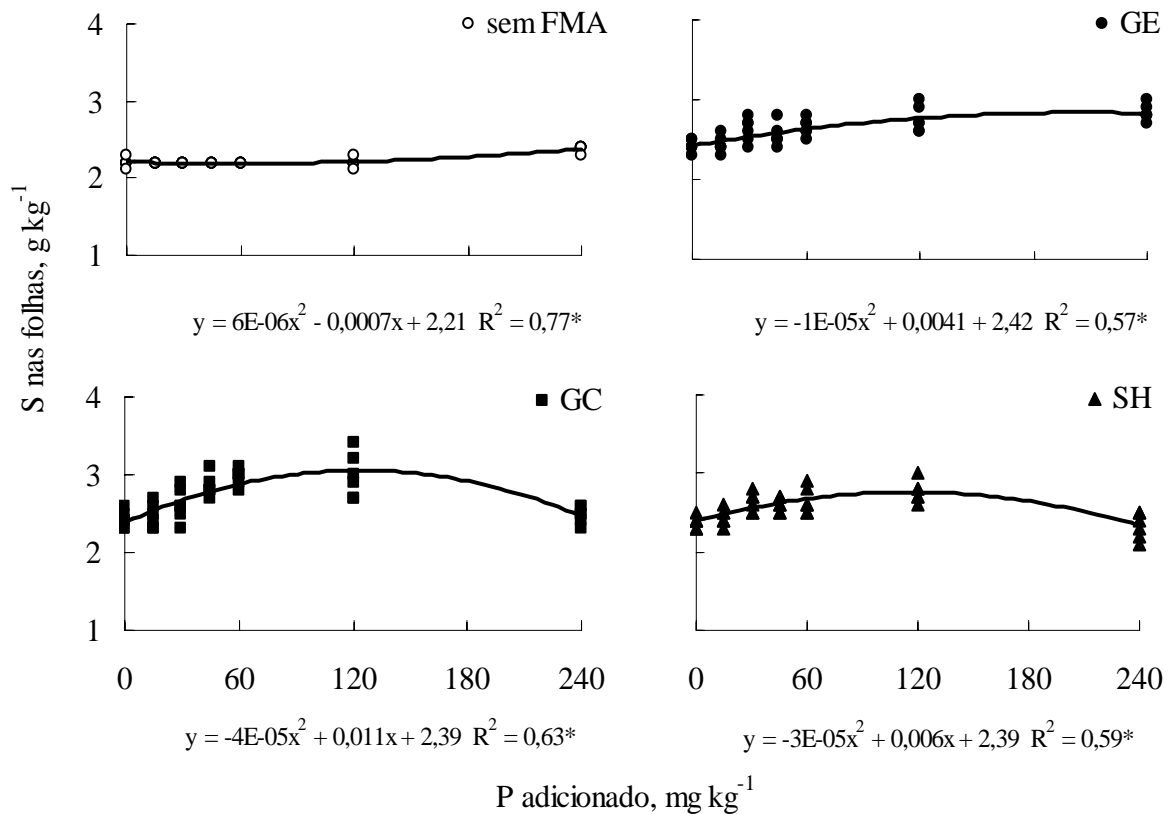 sem FMA
GE
4
3
2
1
S nas folhas, g kg⁻¹
y = 6E-06x² - 0,0007x + 2,21 R² = 0,77*
y = -1E-05x² + 0,0041 + 2,42 R² = 0,57*
GC
SH
4
3
2
1
0 60 120 180 240
0 60 120 180 240
y = -4E-05x² + 0,011x + 2,39 R² = 0,63*
y = -3E-05x² + 0,006x + 2,39 R² = 0,59*
P adicionado, mg kg⁻¹